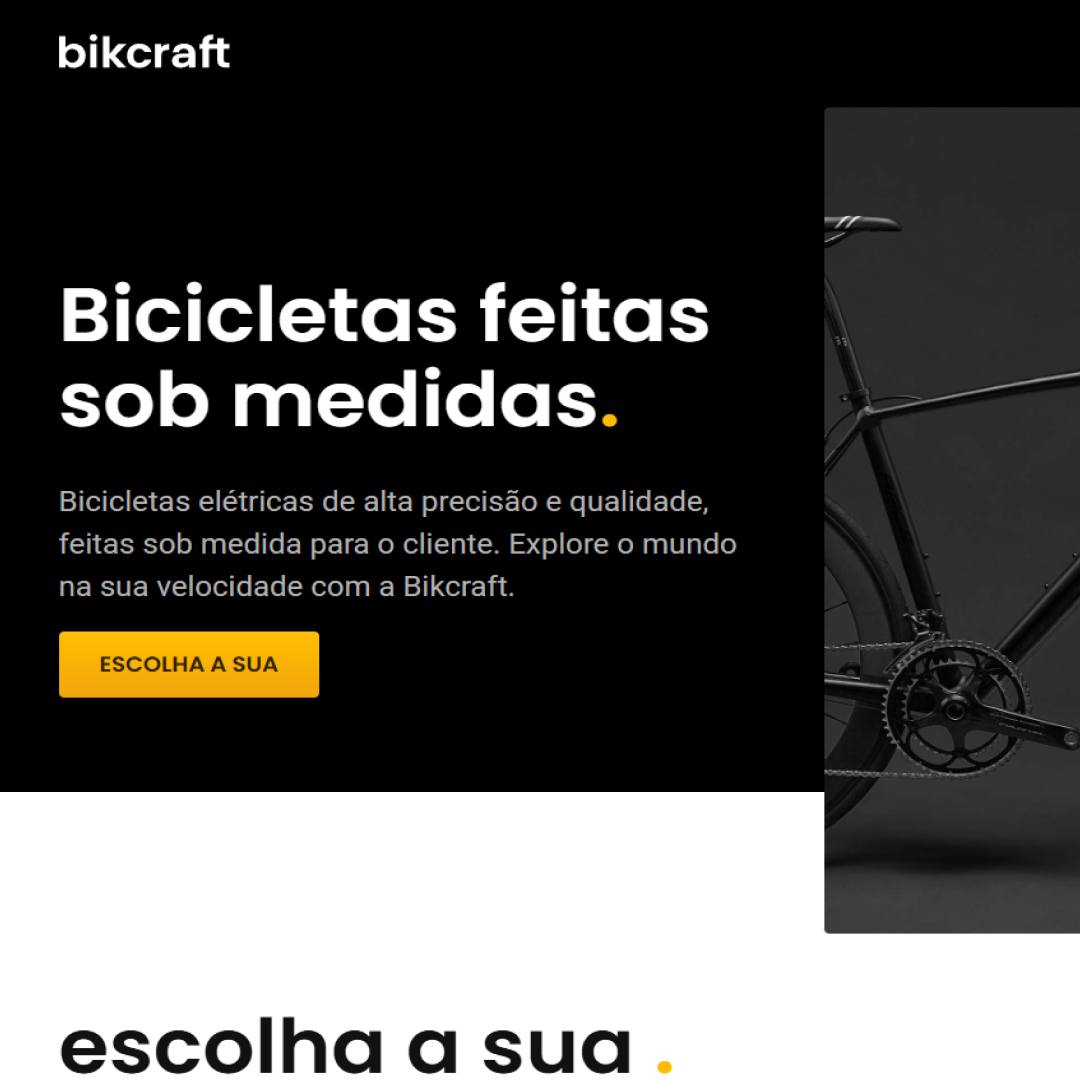 bikcraft
Bicicletas feitas
sob medidas.
Bicicletas elétricas de alta precisão e qualidade,
feitas sob medida para o cliente. Explore o mundo
na sua velocidade com a Bikcraft.
ESCOLHA A SUA
escolha a sua .